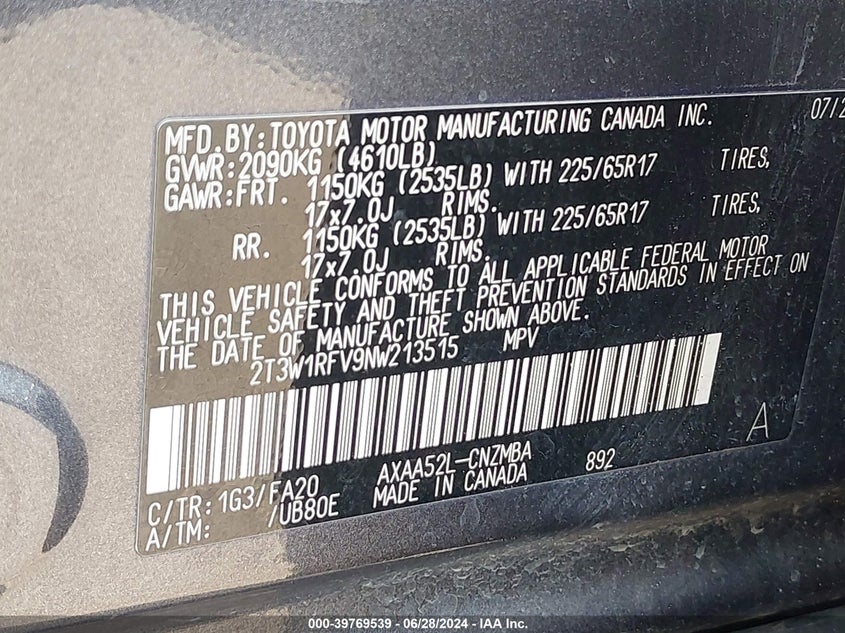 MFD. BY: TOYOTA MOTOR MANUFACTURING CANADA INC. 07/2
GVWR: 2090KG (4610LB)
GAWR: FRT. 1150KG (2535LB) WITH 225/65R17 TIRES,
17x7.0J RIMS.
RR. 1150KG (2535LB) WITH 225/65R17 TIRES,
17x7.0J RIMS.
THIS VEHICLE CONFORMS TO ALL APPLICABLE FEDERAL MOTOR
VEHICLE SAFETY AND THEFT PREVENTION STANDARDS IN EFFECT ON
THE DATE OF MANUFACTURE SHOWN ABOVE.
2T3W1RFV9NW213515 MPV
A
C/TR: 1G3/FA20 AXAA52L-CNZMBA 892
A/TM: /UB80E MADE IN CANADA
000-39769539 - 06/28/2024 - IAA Inc.